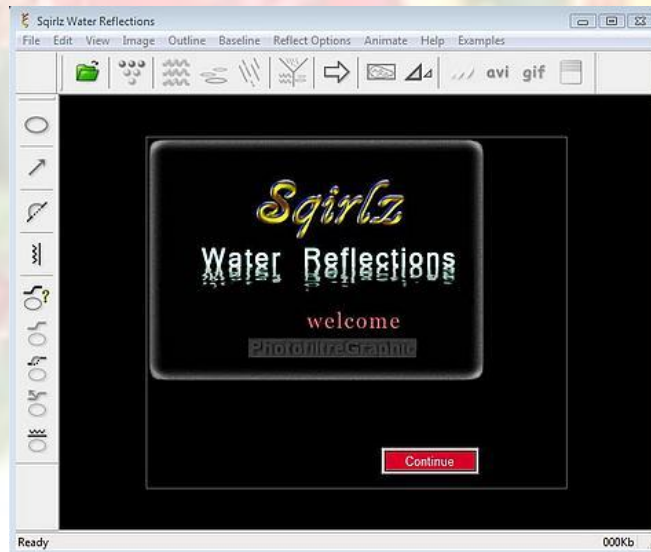 Sqirlz Water Reflections
File Edit View Image Outline Baseline Reflect Options Animate Help Examples
avi gif
?
Sqirlz
Water Reflections
welcome
PhotofiltreGraphic
Continue
Ready 000Kb